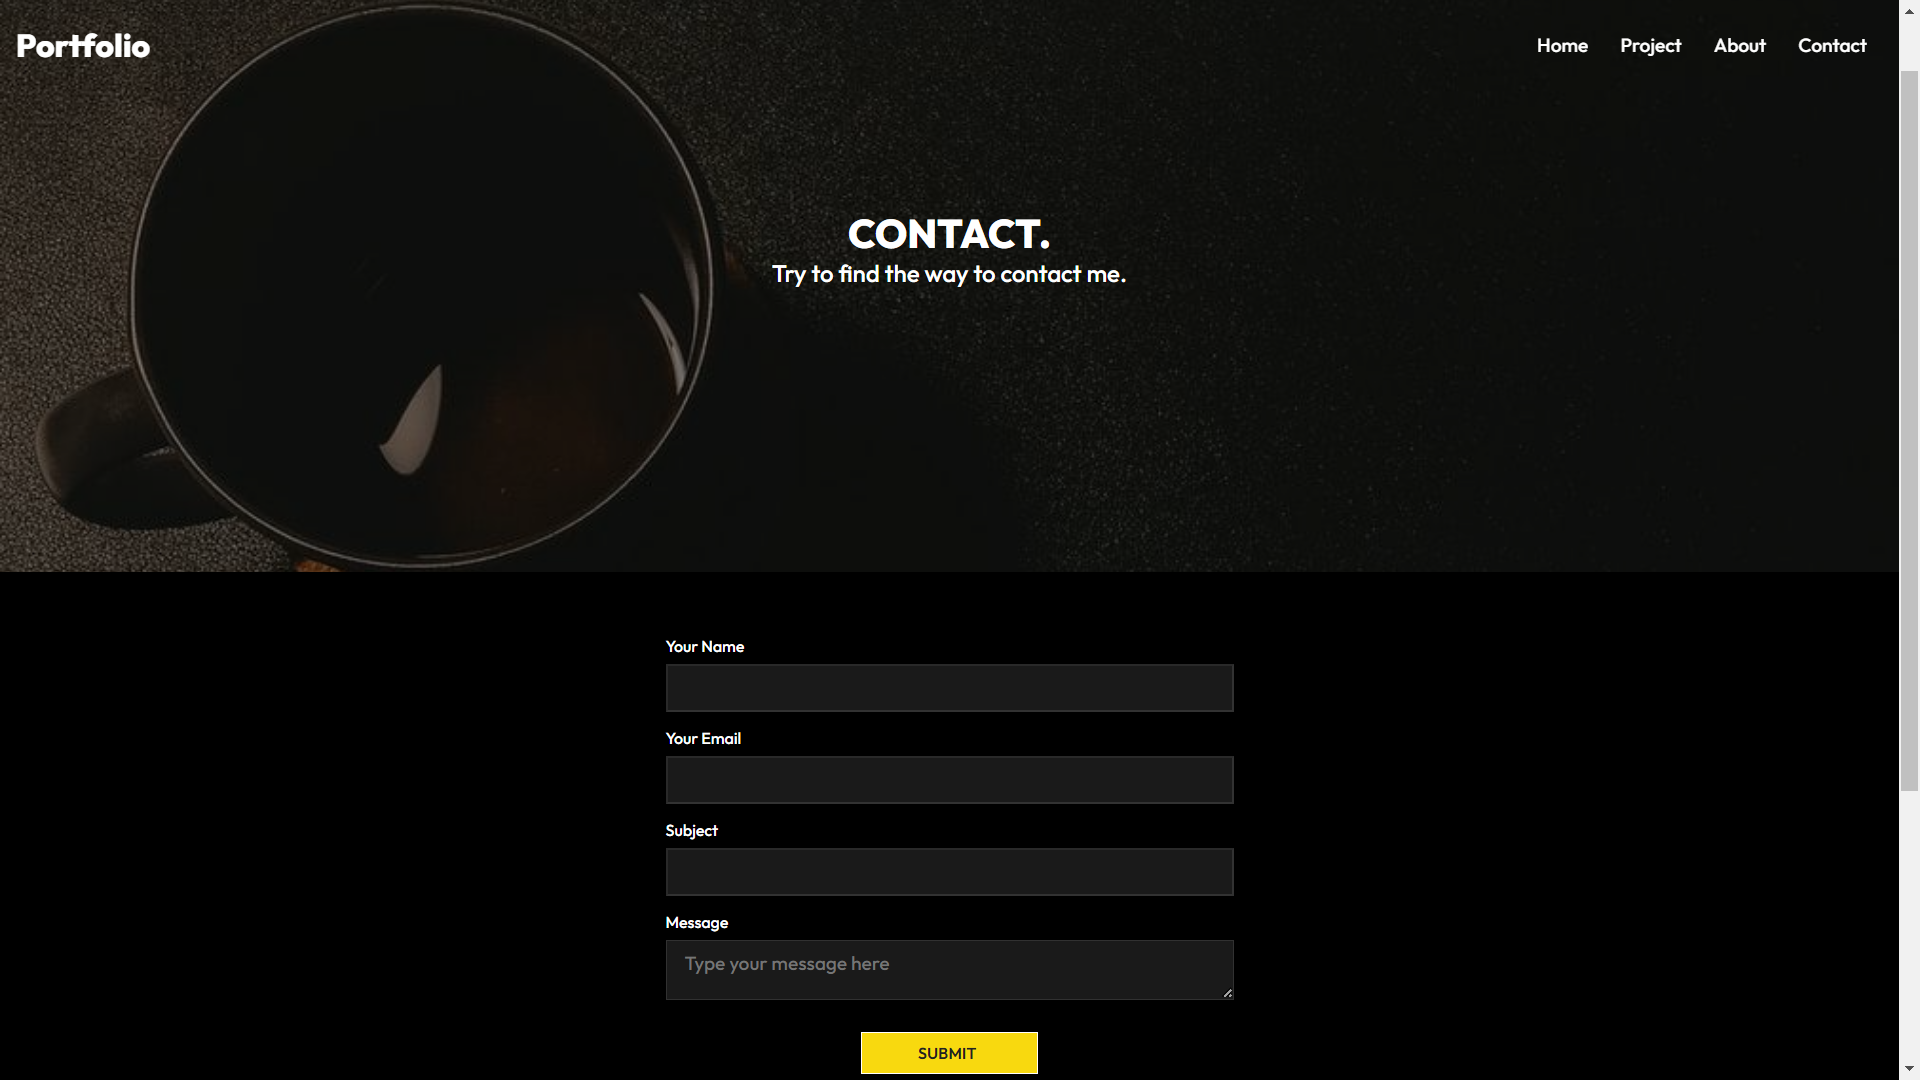 Portfolio
Home Project About Contact
CONTACT.
Try to find the way to contact me.
Your Name
Your Email
Subject
Message
Type your message here
SUBMIT